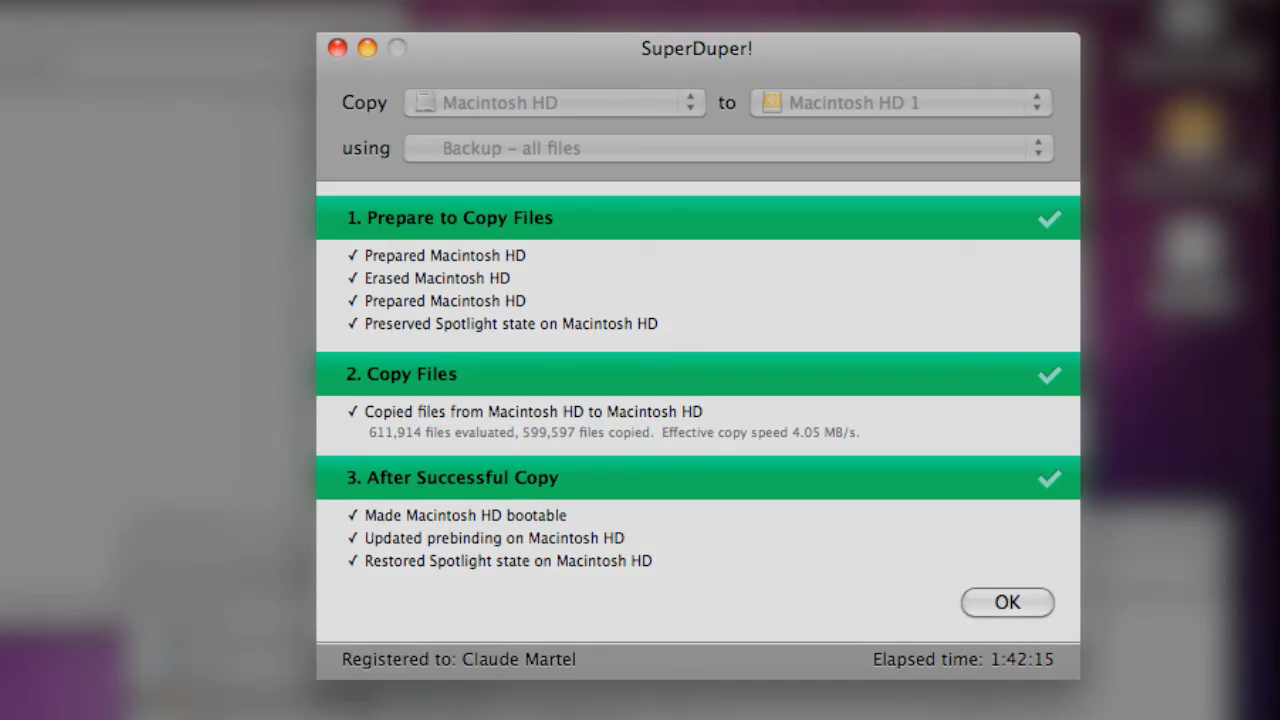 SuperDuper!
Copy Macintosh HD to Macintosh HD 1
using Backup – all files
1. Prepare to Copy Files
✓ Prepared Macintosh HD
✓ Erased Macintosh HD
✓ Prepared Macintosh HD
✓ Preserved Spotlight state on Macintosh HD
2. Copy Files
✓ Copied files from Macintosh HD to Macintosh HD
611,914 files evaluated, 599,597 files copied. Effective copy speed 4.05 MB/s.
3. After Successful Copy
✓ Made Macintosh HD bootable
✓ Updated prebinding on Macintosh HD
✓ Restored Spotlight state on Macintosh HD
OK
Registered to: Claude Martel Elapsed time: 1:42:15